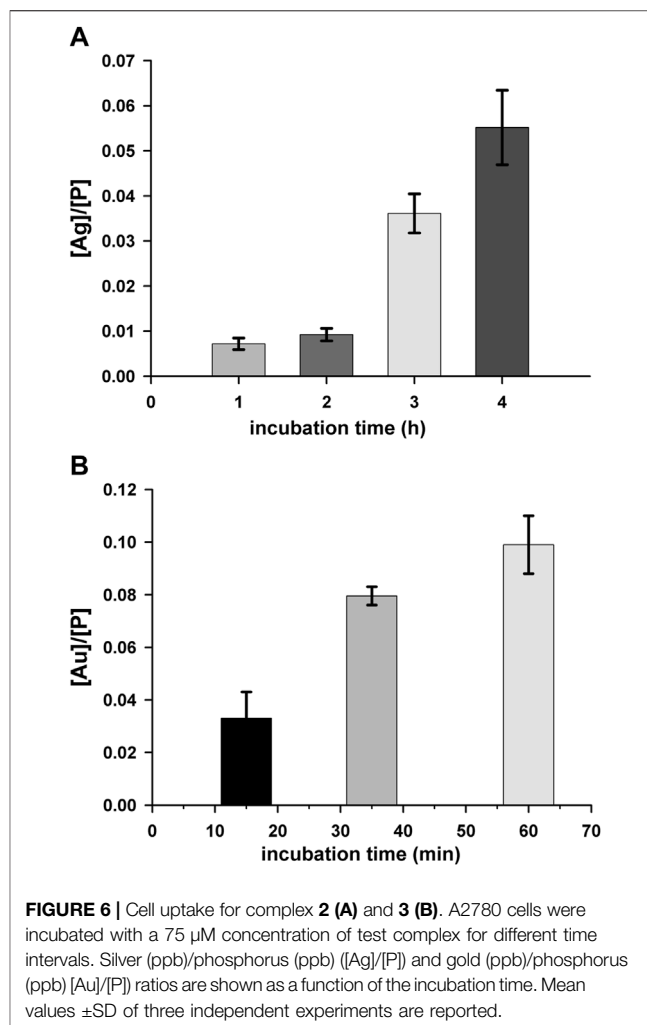 A
0.07
0.06
0.05
0.04
0.03
0.02
0.01
0.00
[Ag]/[P]
0 1 2 3 4
incubation time (h)
B
0.12
0.10
0.08
0.06
0.04
0.02
0.00
[Au]/[P]
0 10 20 30 40 50 60 70
incubation time (min)
FIGURE 6 | Cell uptake for complex 2 (A) and 3 (B). A2780 cells were
incubated with a 75 µM concentration of test complex for different time
intervals. Silver (ppb)/phosphorus (ppb) ([Ag]/[P]) and gold (ppb)/phosphorus
(ppb) [Au]/[P]) ratios are shown as a function of the incubation time. Mean
values ±SD of three independent experiments are reported.